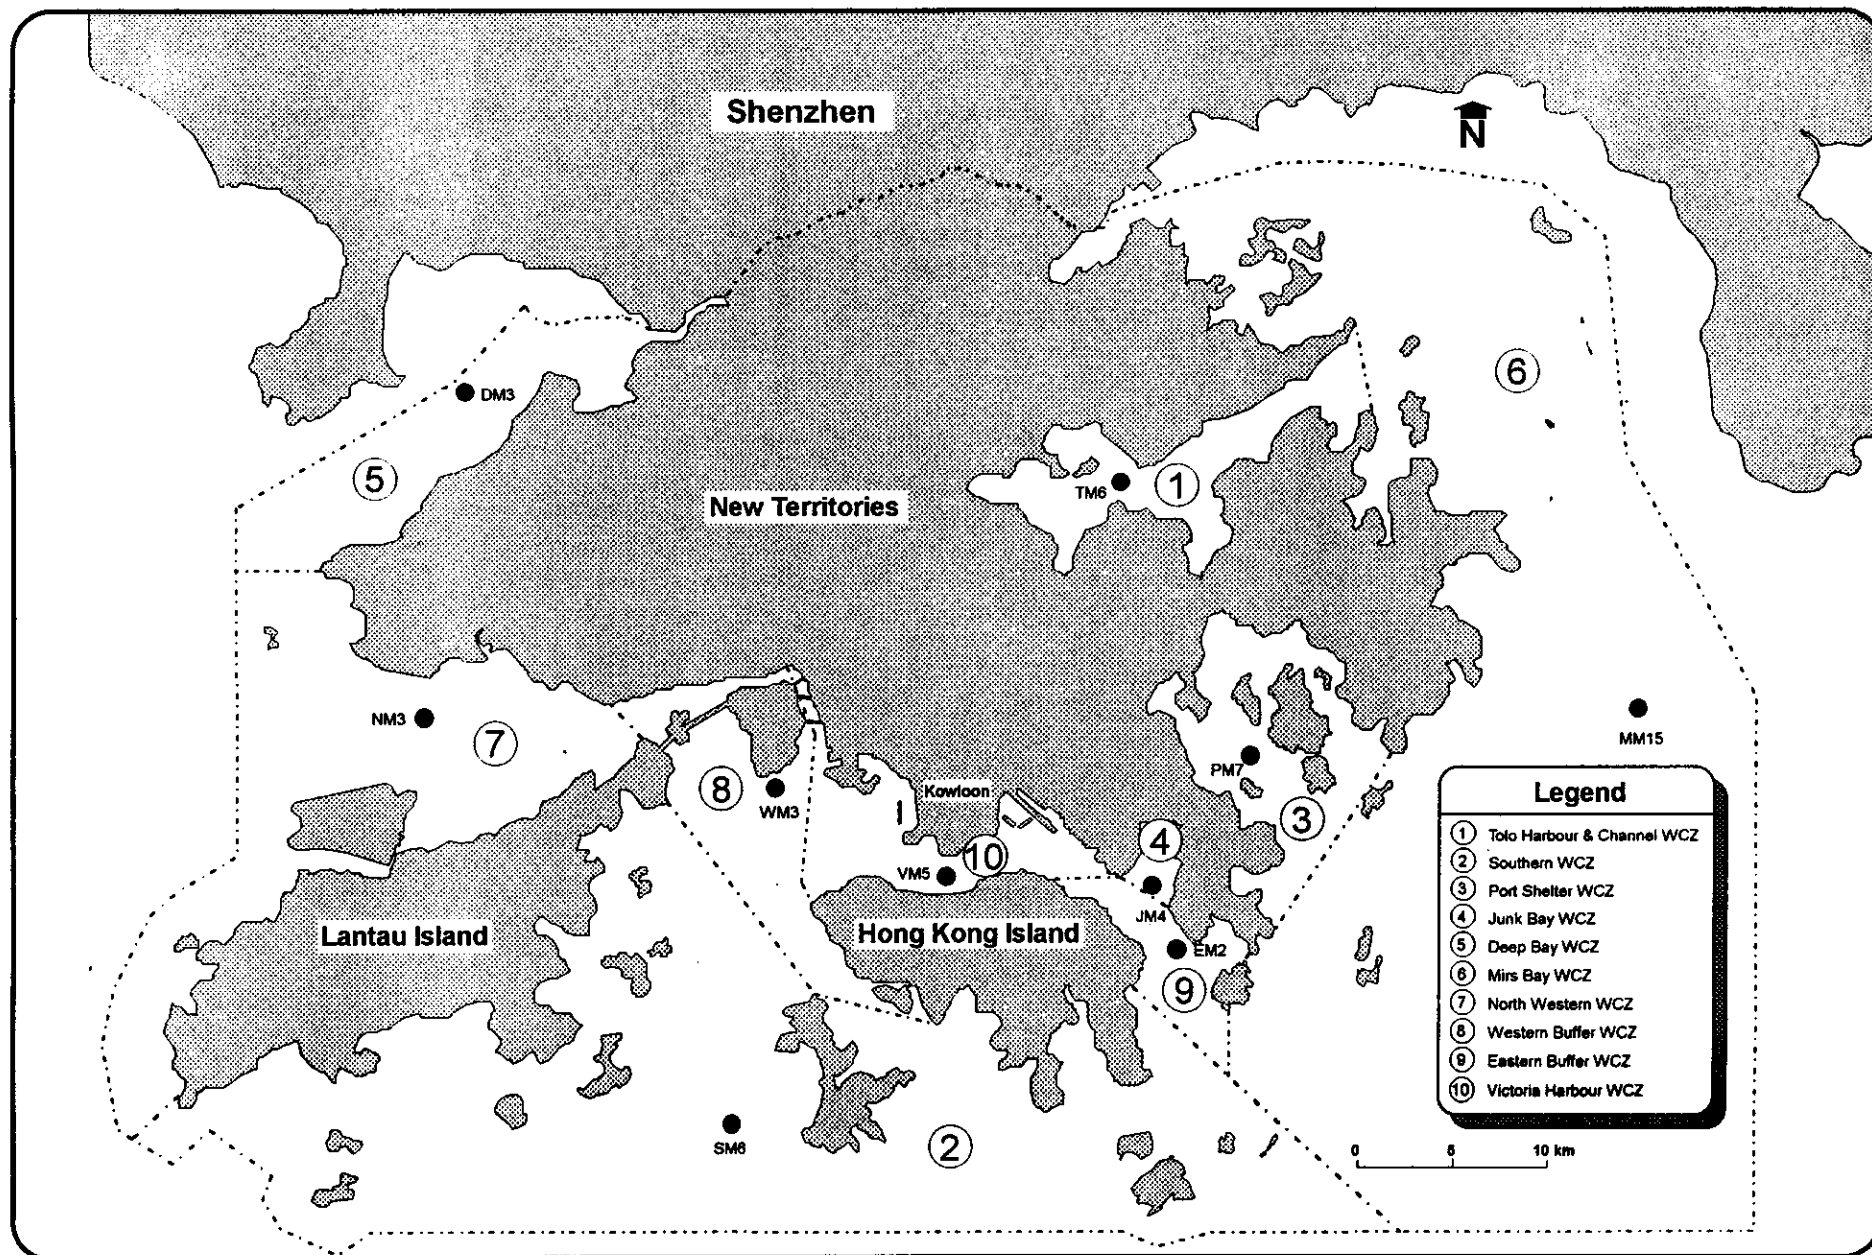 Shenzhen
N
DM3
6
5
TM6
1
New Territories
NM3
7
MM15
PM7
8
WM3
Kowloon
3
4
10
VM5
JM4
Lantau Island
Hong Kong Island
EM2
9
SM6
2
Legend
1 Tolo Harbour & Channel WCZ
2 Southern WCZ
3 Port Shelter WCZ
4 Junk Bay WCZ
5 Deep Bay WCZ
6 Mirs Bay WCZ
7 North Western WCZ
8 Western Buffer WCZ
9 Eastern Buffer WCZ
10 Victoria Harbour WCZ
0 5 10 km